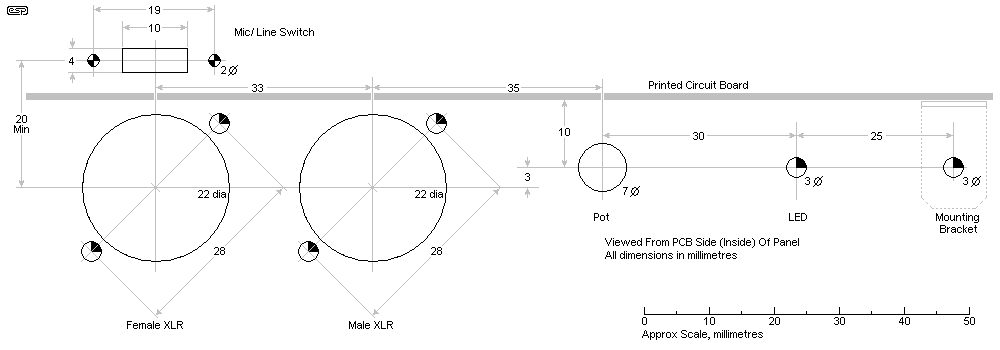 esp
19
10
Mic/ Line Switch
4
2 Ø
33
35
Printed Circuit Board
20
Min
10
30
25
3
22 dia
22 dia
7 Ø
3 Ø
3 Ø
Pot
LED
Mounting
Bracket
28
28
Viewed From PCB Side (Inside) Of Panel
All dimensions in millimetres
Female XLR
Male XLR
0 10 20 30 40 50
Approx Scale, millimetres